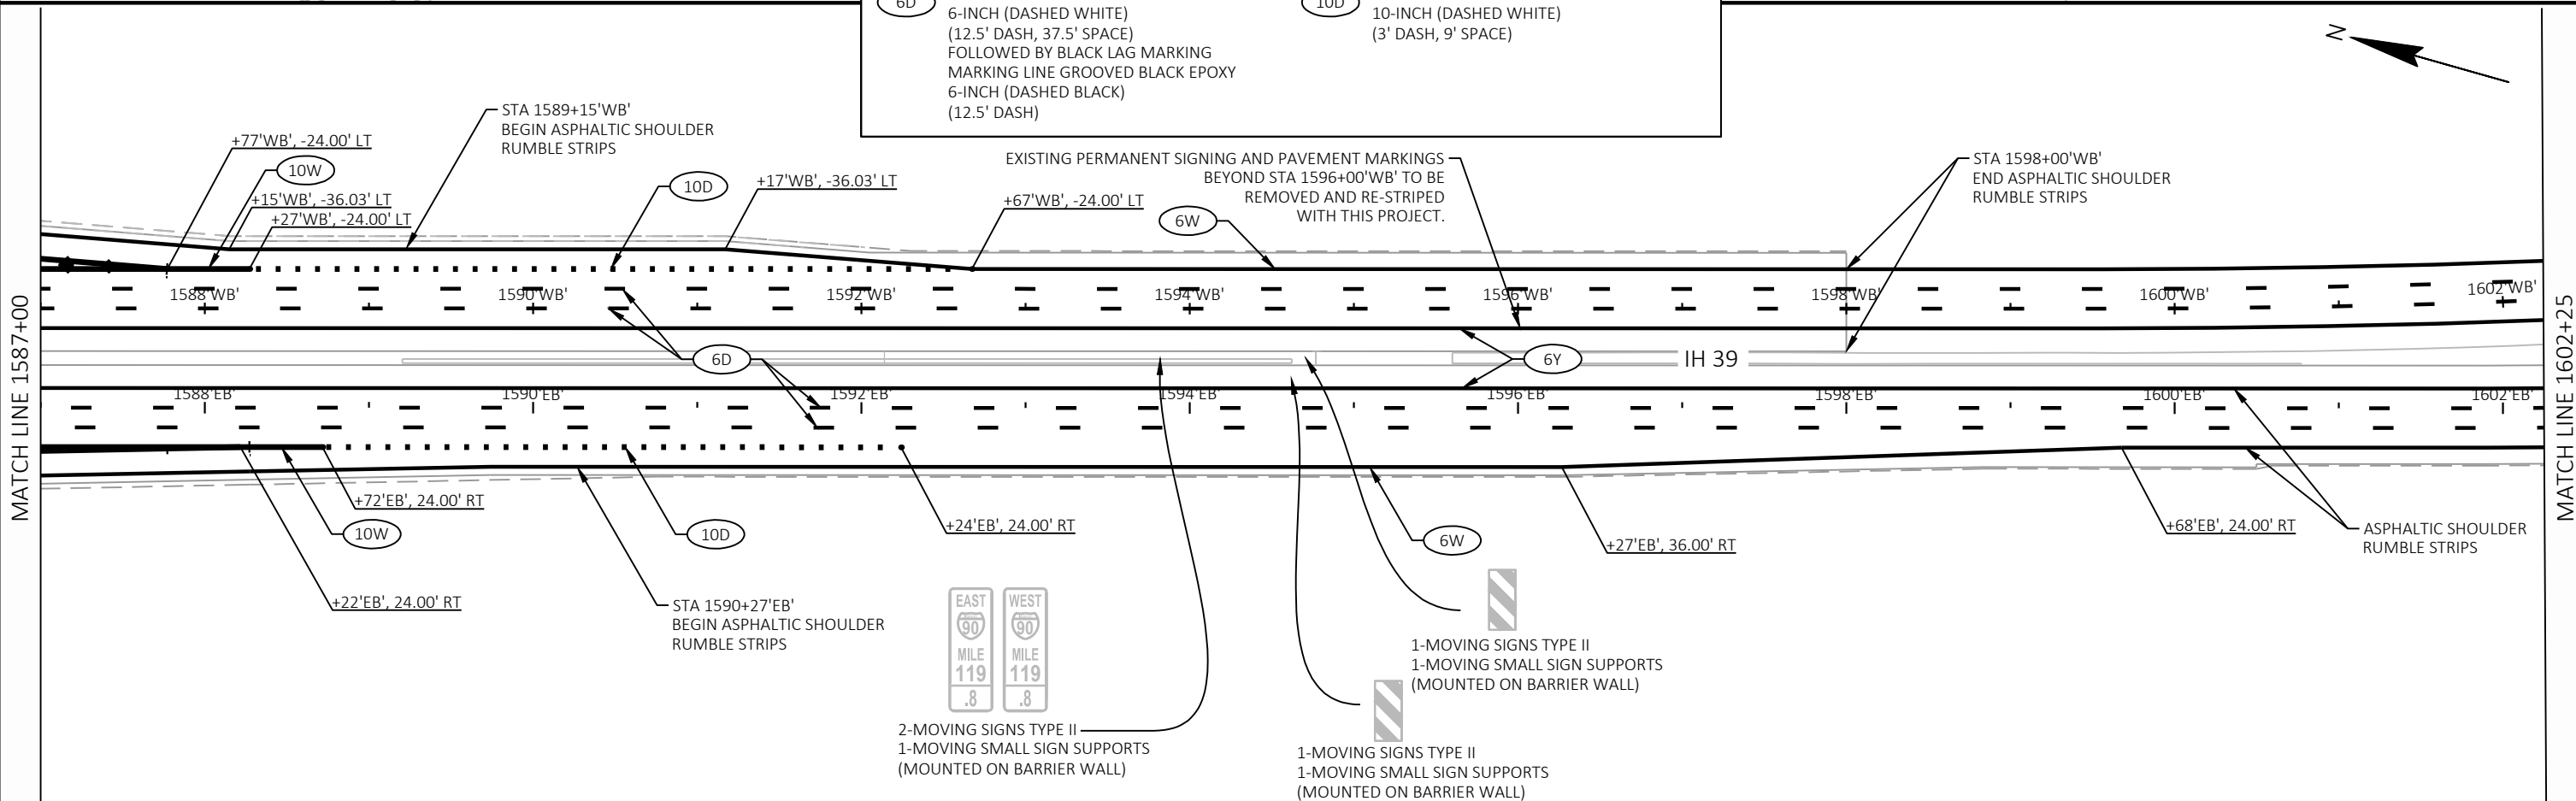 6D
6-INCH (DASHED WHITE)
(12.5' DASH, 37.5' SPACE)
FOLLOWED BY BLACK LAG MARKING
MARKING LINE GROOVED BLACK EPOXY
6-INCH (DASHED BLACK)
(12.5' DASH)
10D
10-INCH (DASHED WHITE)
(3' DASH, 9' SPACE)
N
STA 1589+15'WB'
BEGIN ASPHALTIC SHOULDER
RUMBLE STRIPS
+77'WB', -24.00' LT
10W
+15'WB', -36.03' LT
+27'WB', -24.00' LT
10D
+17'WB', -36.03' LT
EXISTING PERMANENT SIGNING AND PAVEMENT MARKINGS
BEYOND STA 1596+00'WB' TO BE
REMOVED AND RE-STRIPED
WITH THIS PROJECT.
+67'WB', -24.00' LT
6W
STA 1598+00'WB'
END ASPHALTIC SHOULDER
RUMBLE STRIPS
MATCH LINE 1587+00
1588'WB'
1590'WB'
1592'WB'
1594'WB'
1596'WB'
1598'WB'
1600'WB'
1602'WB'
MATCH LINE 1602+25
6D
6Y
IH 39
1588'EB'
1590'EB'
1592'EB'
1594'EB'
1596'EB'
1598'EB'
1600'EB'
1602'EB'
+72'EB', 24.00' RT
10W
10D
+24'EB', 24.00' RT
6W
+27'EB', 36.00' RT
+68'EB', 24.00' RT
ASPHALTIC SHOULDER
RUMBLE STRIPS
+22'EB', 24.00' RT
STA 1590+27'EB'
BEGIN ASPHALTIC SHOULDER
RUMBLE STRIPS
EAST
90
MILE
119
.8
WEST
90
MILE
119
.8
2-MOVING SIGNS TYPE II
1-MOVING SMALL SIGN SUPPORTS
(MOUNTED ON BARRIER WALL)
1-MOVING SIGNS TYPE II
1-MOVING SMALL SIGN SUPPORTS
(MOUNTED ON BARRIER WALL)
1-MOVING SIGNS TYPE II
1-MOVING SMALL SIGN SUPPORTS
(MOUNTED ON BARRIER WALL)